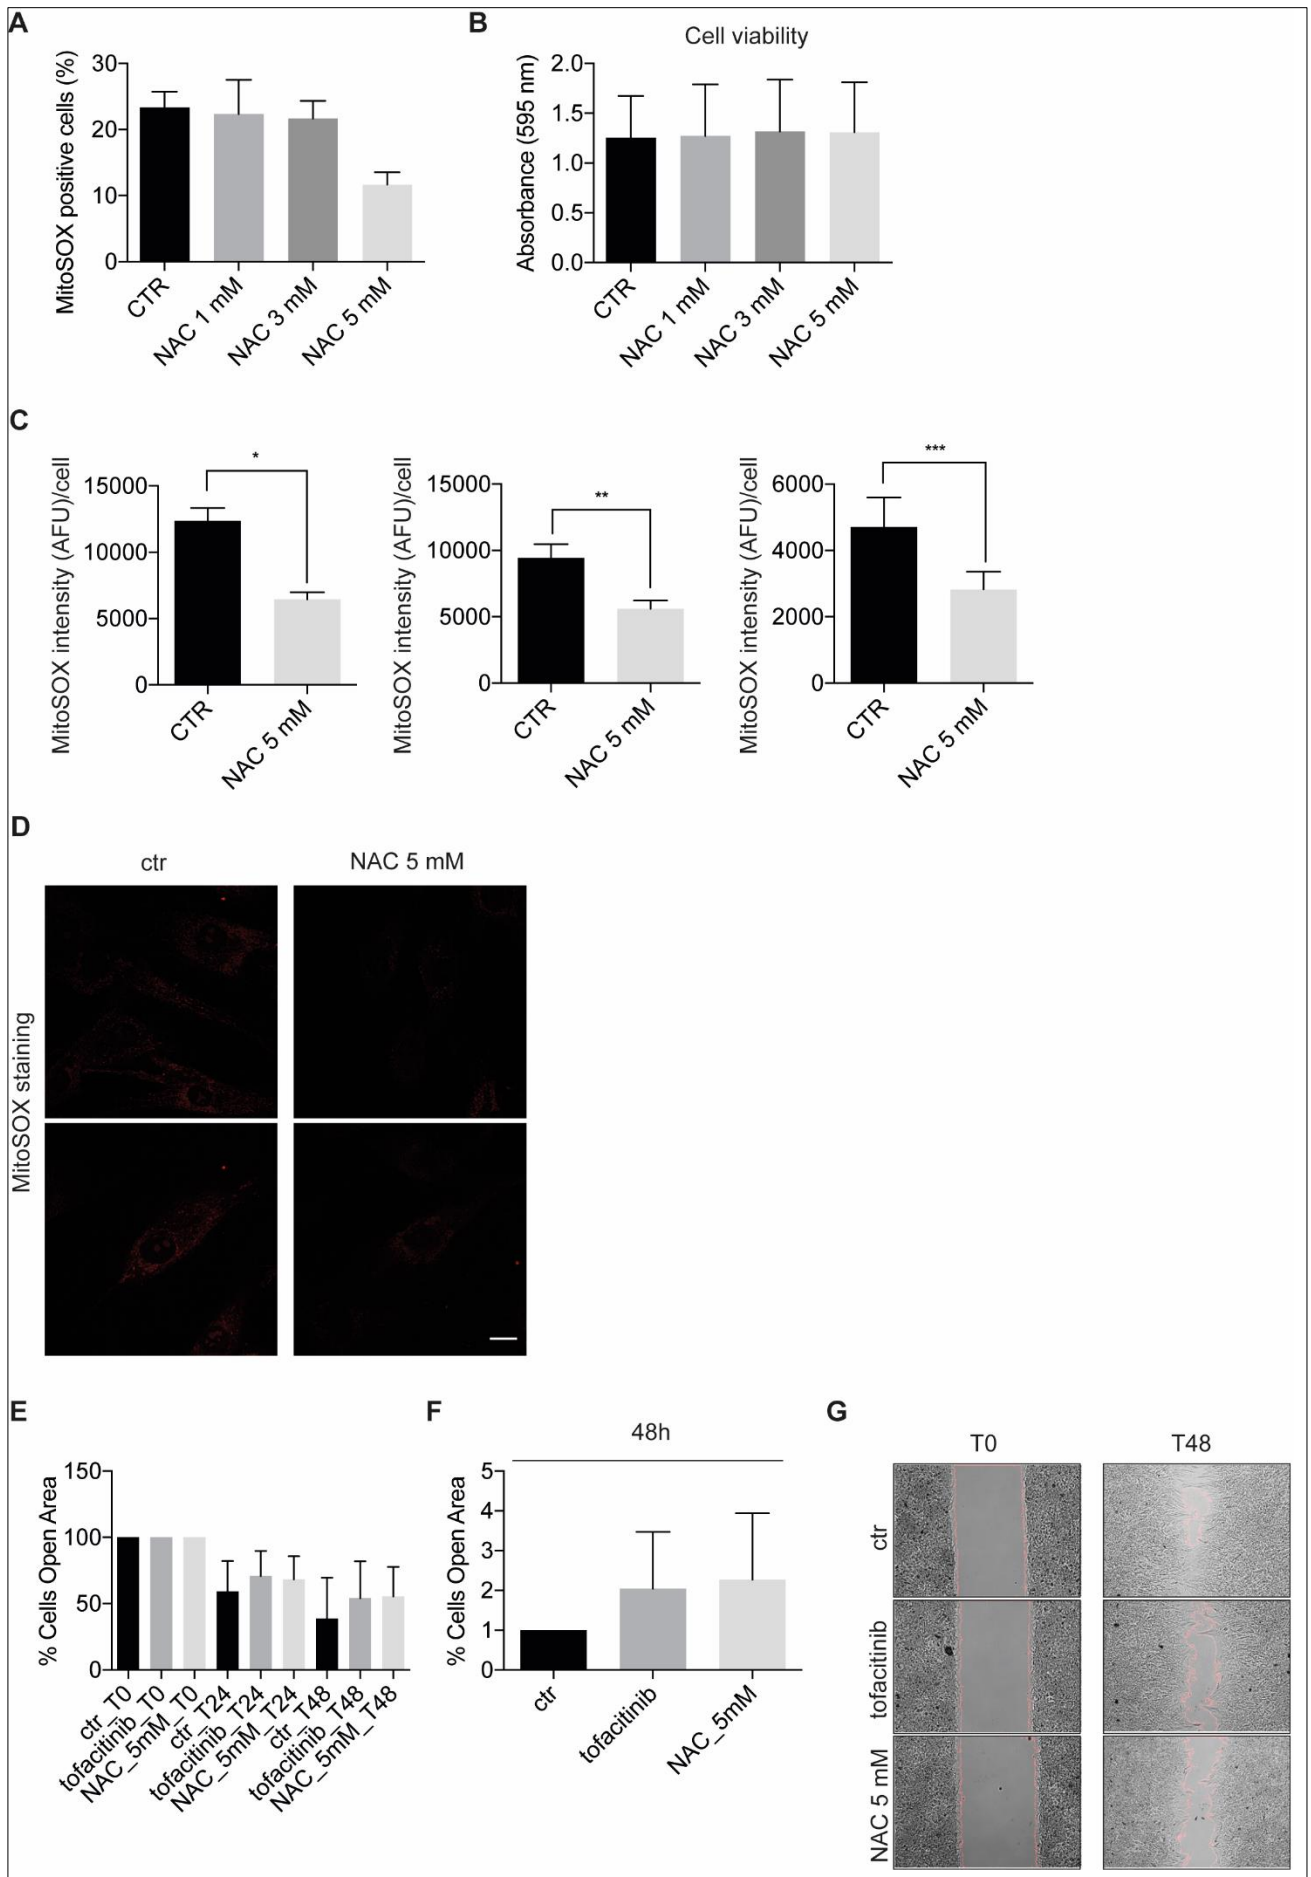 A
MitoSOX positive cells (%)
30
20
10
0
CTR
NAC 1 mM
NAC 3 mM
NAC 5 mM
B
Cell viability
Absorbance (595 nm)
2.0
1.5
1.0
0.5
0.0
CTR
NAC 1 mM
NAC 3 mM
NAC 5 mM
C
MitoSOX intensity (AFU)/cell
15000
10000
5000
0
*
CTR
NAC 5 mM
MitoSOX intensity (AFU)/cell
15000
10000
5000
0
**
CTR
NAC 5 mM
MitoSOX intensity (AFU)/cell
6000
4000
2000
0
***
CTR
NAC 5 mM
D
ctr
NAC 5 mM
MitoSOX staining
E
% Cells Open Area
150
100
50
0
ctr_T0
tofacitinib_T0
NAC_5mM_T0
ctr_T24
tofacitinib_T24
NAC_5mM_T24
ctr_T48
tofacitinib_T48
NAC_5mM_T48
F
48h
% Cells Open Area
5
4
3
2
1
0
ctr
tofacitinib
NAC_5mM
G
T0
T48
ctr
tofacitinib
NAC 5 mM